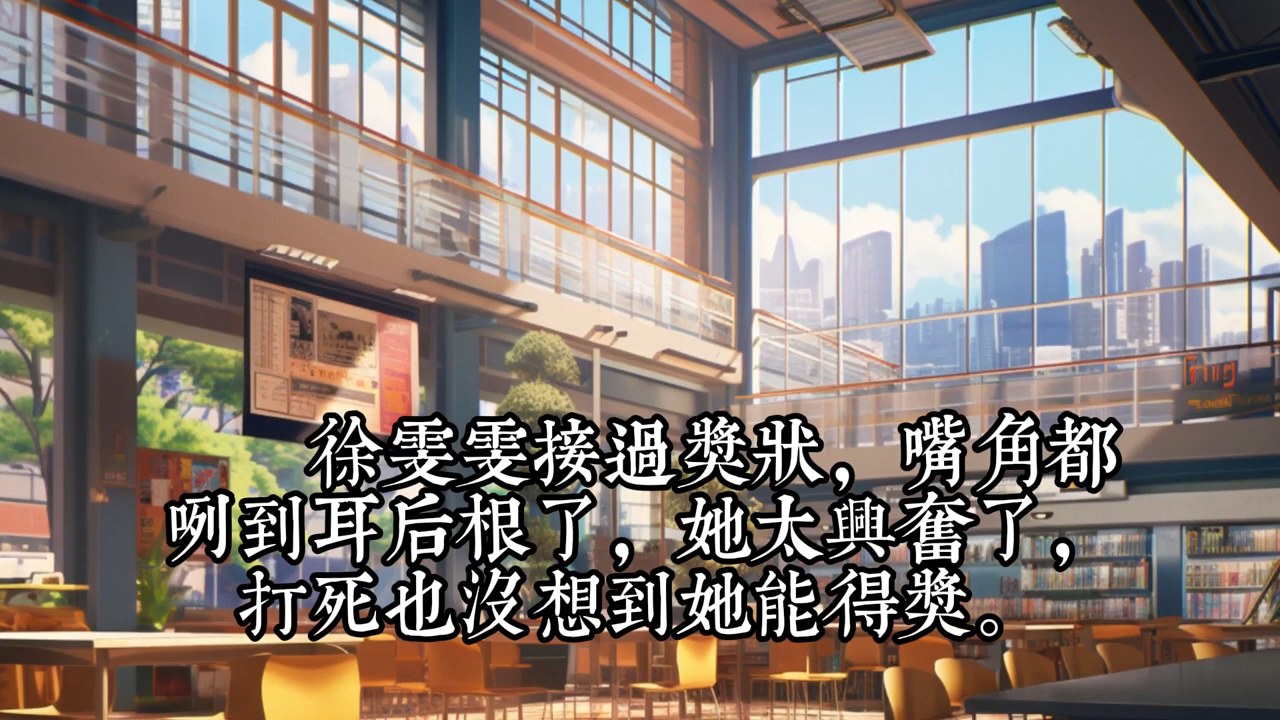 徐雯雯接過獎狀，嘴角都
咧到耳后根了，她太興奮了，
打死也沒想到她能得獎。